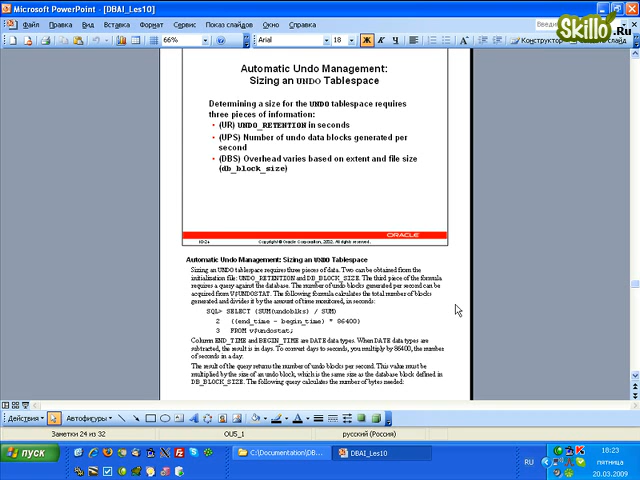 Microsoft PowerPoint - [DBAI_Les10]
Файл Правка Вид Вставка Формат Сервис Показ слайдов Окно Справка
Skillo.Ru
66% Arial 18 Ж К Ч Конструктор слайд
Automatic Undo Management:
Sizing an UNDO Tablespace
Determining a size for the UNDO tablespace requires
three pieces of information:
• (UR) UNDO_RETENTION in seconds
• (UPS) Number of undo data blocks generated per
second
• (DBS) Overhead varies based on extent and file size
(db_block_size)
ORACLE
10-24 Copyright © Oracle Corporation, 2002. All rights reserved.
Automatic Undo Management: Sizing an UNDO Tablespace
Sizing an UNDO tablespace requires three pieces of data. Two can be obtained from the
initialization file: UNDO_RETENTION and DB_BLOCK_SIZE. The third piece of the formula
requires a query against the database. The number of undo blocks generated per second can be
acquired from V$UNDOSTAT. The following formula calculates the total number of blocks
generated and divides it by the amount of time monitored, in seconds:
SQL> SELECT (SUM(undoblks) / SUM)
2 ((end_time - begin_time) * 86400)
3 FROM v$undostat;
Column END_TIME and BEGIN_TIME are DATE data types. When DATE data types are
subtracted, the result is in days. To convert days to seconds, you multiply by 86400, the number
of seconds in a day.
The result of the query returns the number of undo blocks per second. This value must be
multiplied by the size of an undo block, which is the same size as the database block defined in
DB_BLOCK_SIZE. The following query calculates the number of bytes needed:
Действия Автофигуры
Заметки 24 из 32 OU5_1 русский (Россия)
пуск C:\Documentation\DB... DBAI_Les10 RU 18:23
пятница
20.03.2009